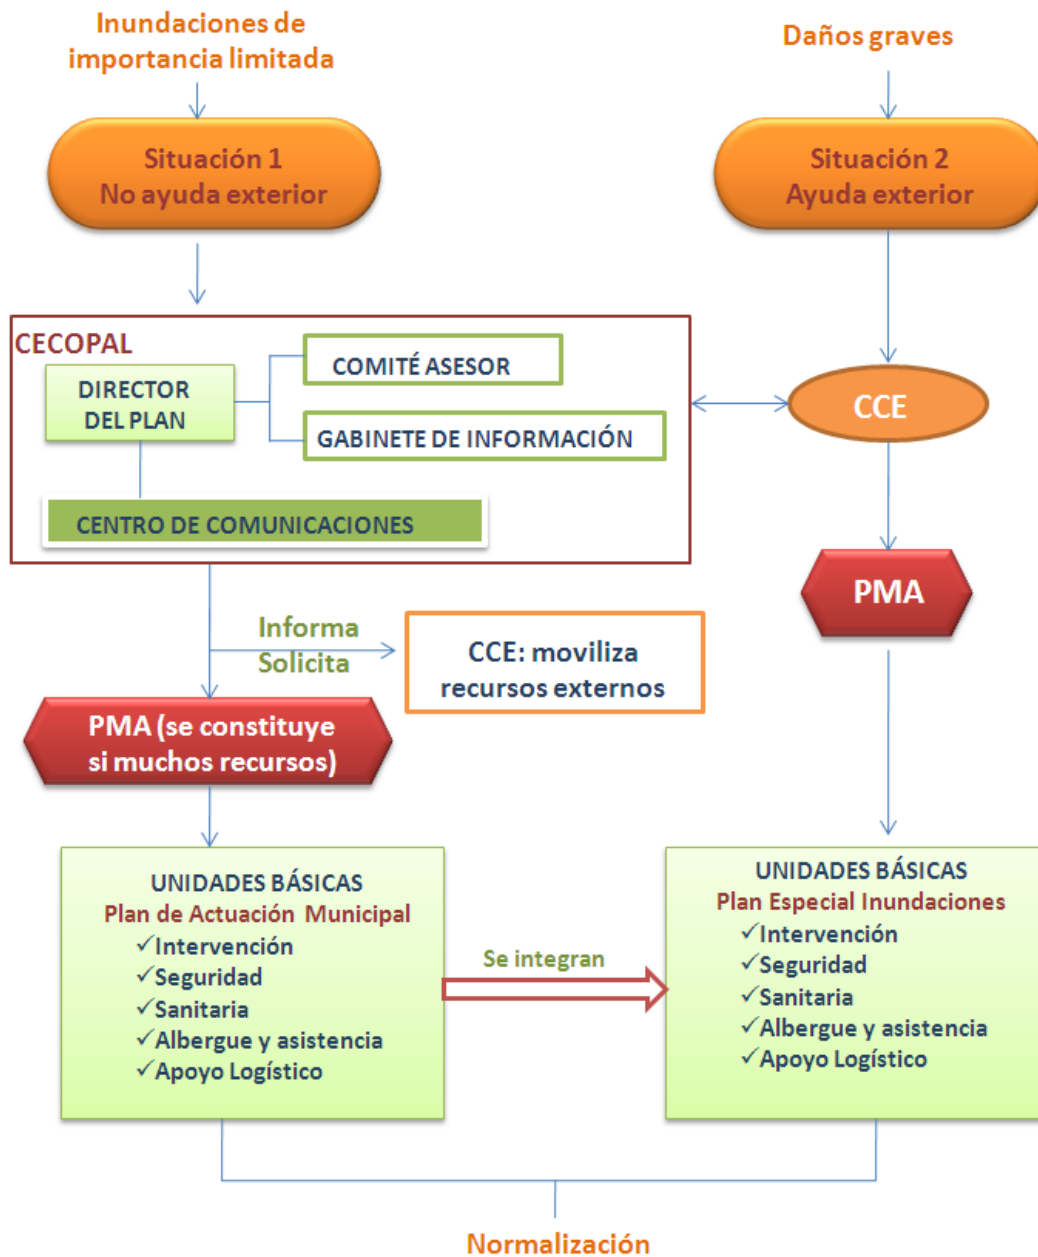 Inundaciones de
importancia limitada
Daños graves
Situación 1
No ayuda exterior
Situación 2
Ayuda exterior
CECOPAL
DIRECTOR
DEL PLAN
COMITÉ ASESOR
GABINETE DE INFORMACIÓN
CENTRO DE COMUNICACIONES
CCE
PMA
Informa
Solicita
CCE: moviliza
recursos externos
PMA (se constituye
si muchos recursos)
UNIDADES BÁSICAS
Plan de Actuación Municipal
✓Intervención
✓Seguridad
✓Sanitaria
✓Albergue y asistencia
✓Apoyo Logístico
Se integran
UNIDADES BÁSICAS
Plan Especial Inundaciones
✓Intervención
✓Seguridad
✓Sanitaria
✓Albergue y asistencia
✓Apoyo Logístico
Normalización